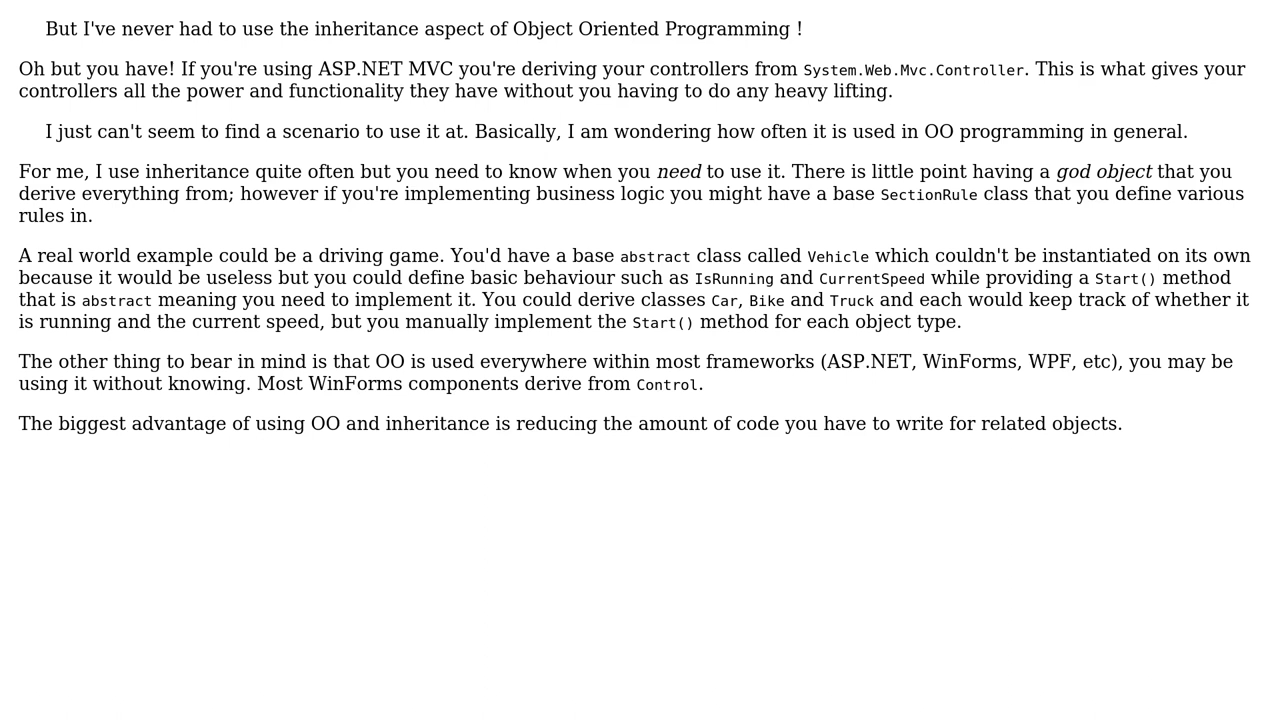 But I've never had to use the inheritance aspect of Object Oriented Programming !
Oh but you have! If you're using ASP.NET MVC you're deriving your controllers from System.Web.Mvc.Controller. This is what gives your
controllers all the power and functionality they have without you having to do any heavy lifting.
I just can't seem to find a scenario to use it at. Basically, I am wondering how often it is used in OO programming in general.
For me, I use inheritance quite often but you need to know when you need to use it. There is little point having a god object that you
derive everything from; however if you're implementing business logic you might have a base SectionRule class that you define various
rules in.
A real world example could be a driving game. You'd have a base abstract class called Vehicle which couldn't be instantiated on its own
because it would be useless but you could define basic behaviour such as IsRunning and CurrentSpeed while providing a Start() method
that is abstract meaning you need to implement it. You could derive classes Car, Bike and Truck and each would keep track of whether it
is running and the current speed, but you manually implement the Start() method for each object type.
The other thing to bear in mind is that OO is used everywhere within most frameworks (ASP.NET, WinForms, WPF, etc), you may be
using it without knowing. Most WinForms components derive from Control.
The biggest advantage of using OO and inheritance is reducing the amount of code you have to write for related objects.